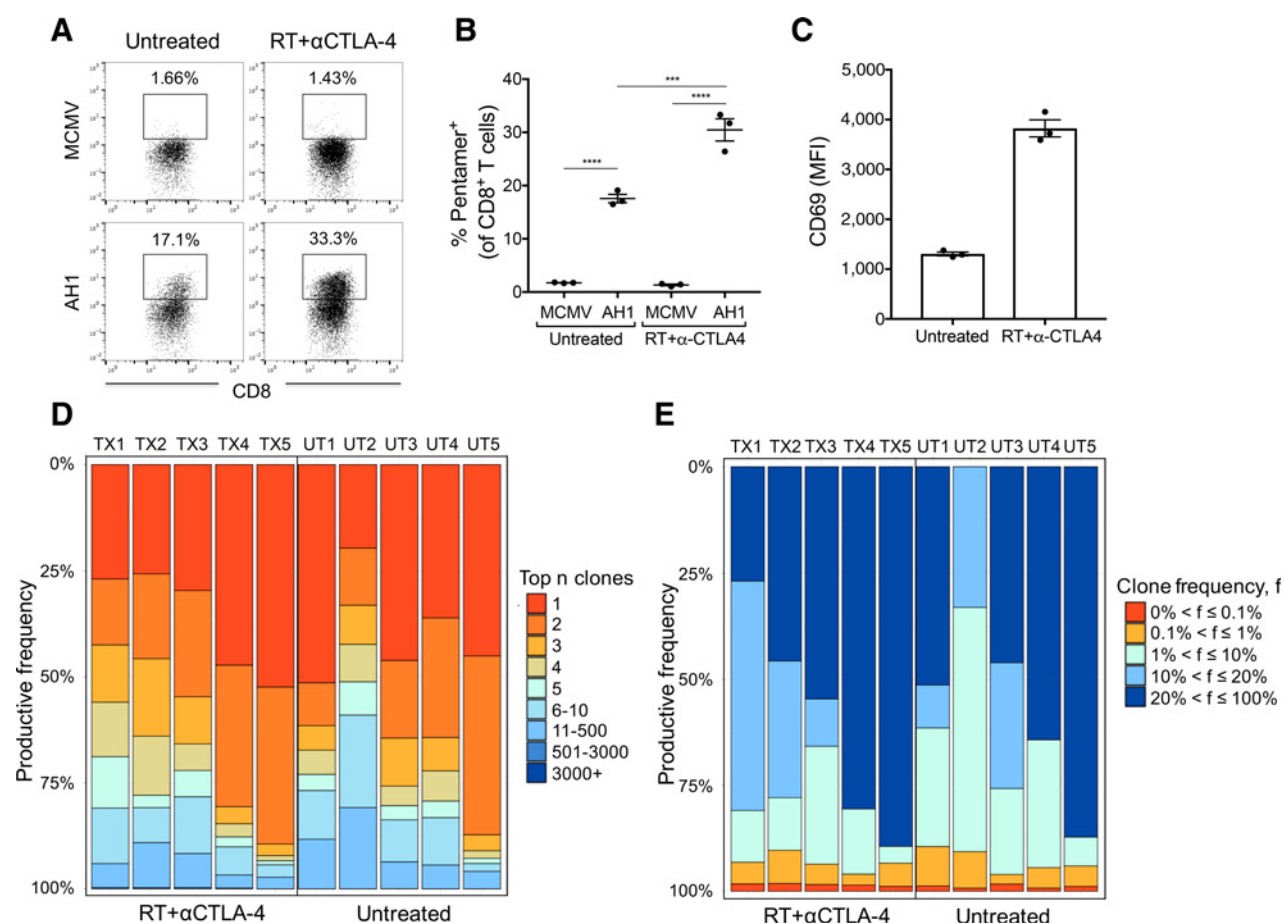 A
Untreated
RT+αCTLA-4
MCMV
1.66%
1.43%
AH1
17.1%
33.3%
CD8
B
% Pentamer⁺
(of CD8⁺ T cells)
40
30
20
10
0
****
***
****
MCMV AH1 MCMV AH1
Untreated RT+α-CTLA4
C
CD69 (MFI)
5,000
4,000
3,000
2,000
1,000
0
Untreated RT+α-CTLA4
D
TX1 TX2 TX3 TX4 TX5 UT1 UT2 UT3 UT4 UT5
Productive frequency
0%
25%
50%
75%
100%
RT+αCTLA-4 Untreated
Top n clones
1
2
3
4
5
6-10
11-500
501-3000
3000+
E
TX1 TX2 TX3 TX4 TX5 UT1 UT2 UT3 UT4 UT5
Productive frequency
0%
25%
50%
75%
100%
RT+αCTLA-4 Untreated
Clone frequency, f
0% < f ≤ 0.1%
0.1% < f ≤ 1%
1% < f ≤ 10%
10% < f ≤ 20%
20% < f ≤ 100%